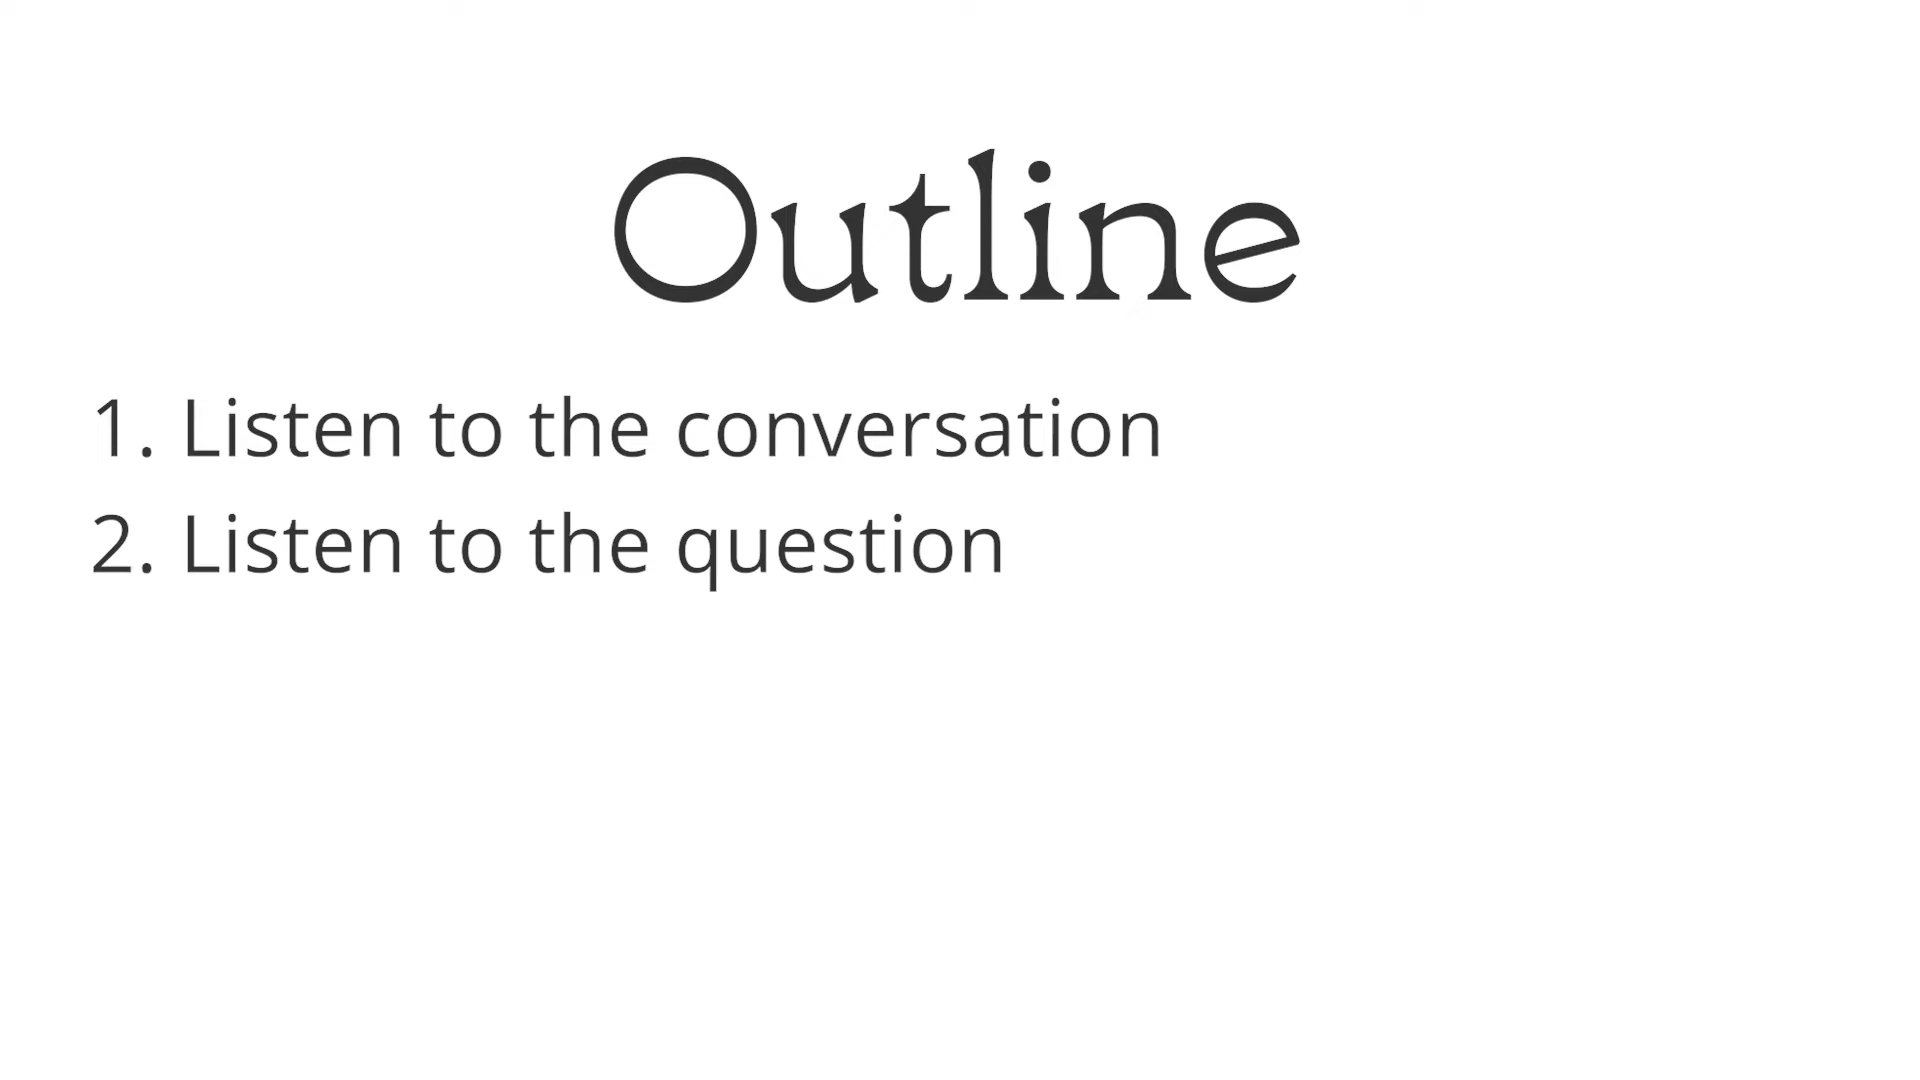 Outline
1. Listen to the conversation
2. Listen to the question